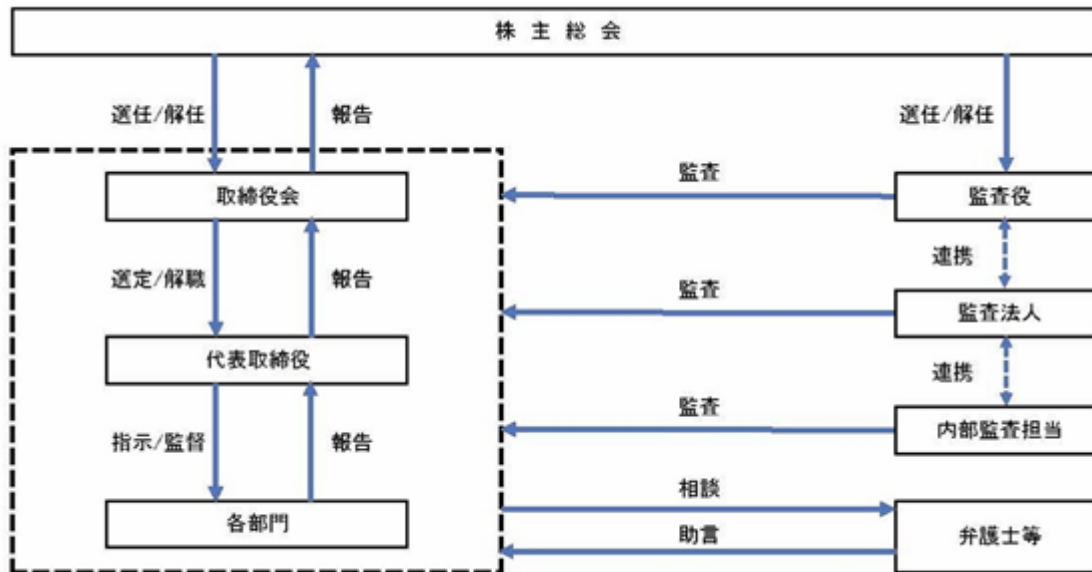 株主総会
選任/解任
報告
選任/解任
取締役会
監査
監査役
選定/解職
報告
連携
監査
監査法人
代表取締役
連携
指示/監督
報告
監査
内部監査担当
相談
各部門
助言
弁護士等